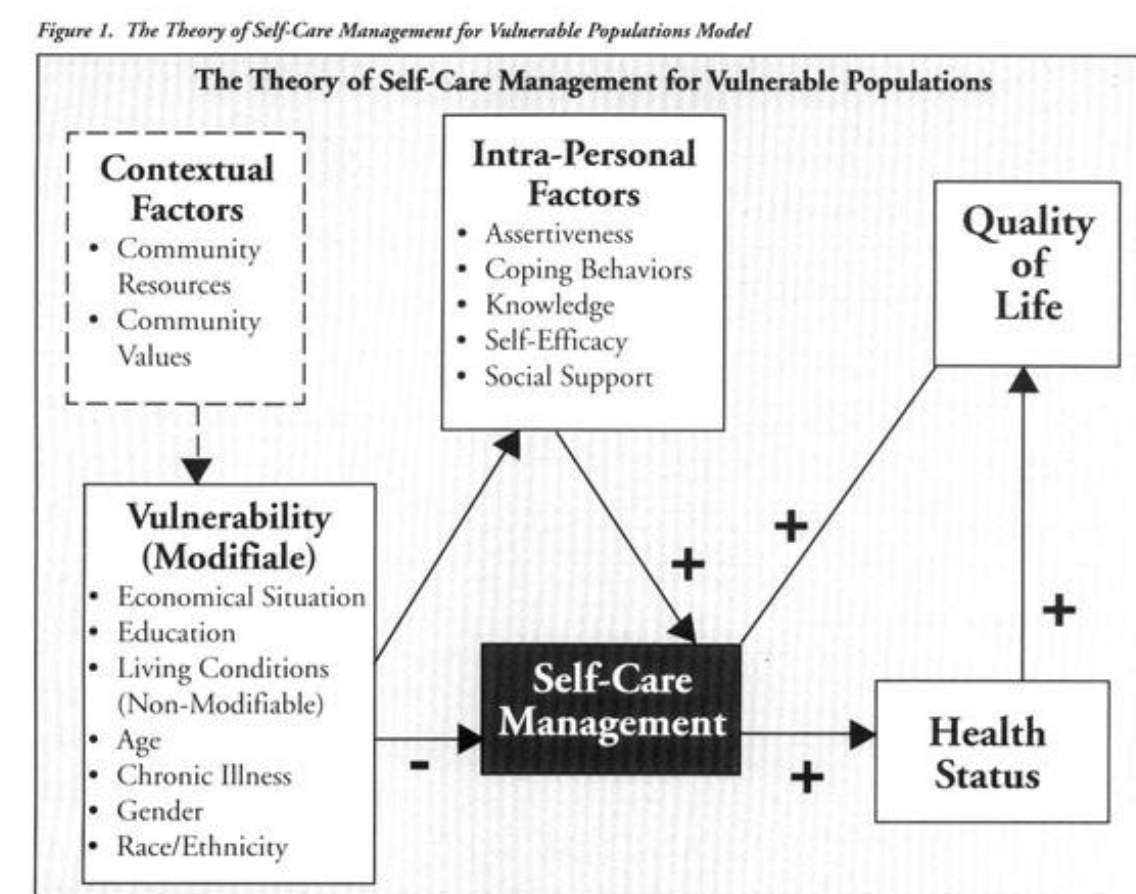 Figure 1. The Theory of Self-Care Management for Vulnerable Populations Model
The Theory of Self-Care Management for Vulnerable Populations
Contextual
Factors
• Community
Resources
• Community
Values
Intra-Personal
Factors
• Assertiveness
• Coping Behaviors
• Knowledge
• Self-Efficacy
• Social Support
Quality
of
Life
Vulnerability
(Modifiale)
• Economical Situation
• Education
• Living Conditions
(Non-Modifiable)
• Age
• Chronic Illness
• Gender
• Race/Ethnicity
+
+
+
Self-Care
Management
-
+
Health
Status